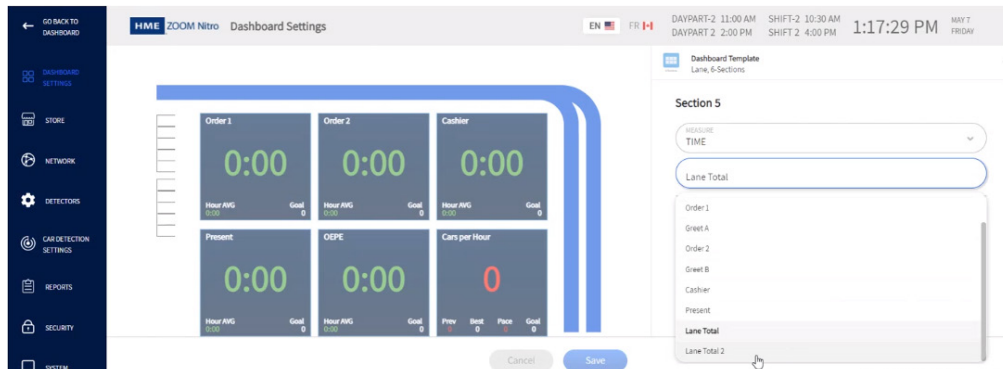 GO BACK TO
DASHBOARD
HME ZOOM Nitro Dashboard Settings
EN FR
DAYPART-2 11:00 AM SHIFT-2 10:30 AM
DAYPART 2 2:00 PM SHIFT 2 4:00 PM
1:17:29 PM
MAY 7
FRIDAY
DASHBOARD
SETTINGS
STORE
NETWORK
DETECTORS
CAR DETECTION
SETTINGS
REPORTS
SECURITY
SYSTEM
Order 1 Order 2 Cashier
0:00 0:00 0:00
Hour AVG Goal Hour AVG Goal Hour AVG Goal
0:00 0 0:00 0 0:00 0
Present OEPE Cars per Hour
0:00 0:00 0
Hour AVG Goal Hour AVG Goal Prev Best Pace Goal
0:00 0 0:00 0 0 0 0 0
Cancel Save
Dashboard Template
Lane, 6-Sections
Section 5
MEASURE
TIME
Lane Total
Order 1
Greet A
Order 2
Greet B
Cashier
Present
Lane Total
Lane Total 2